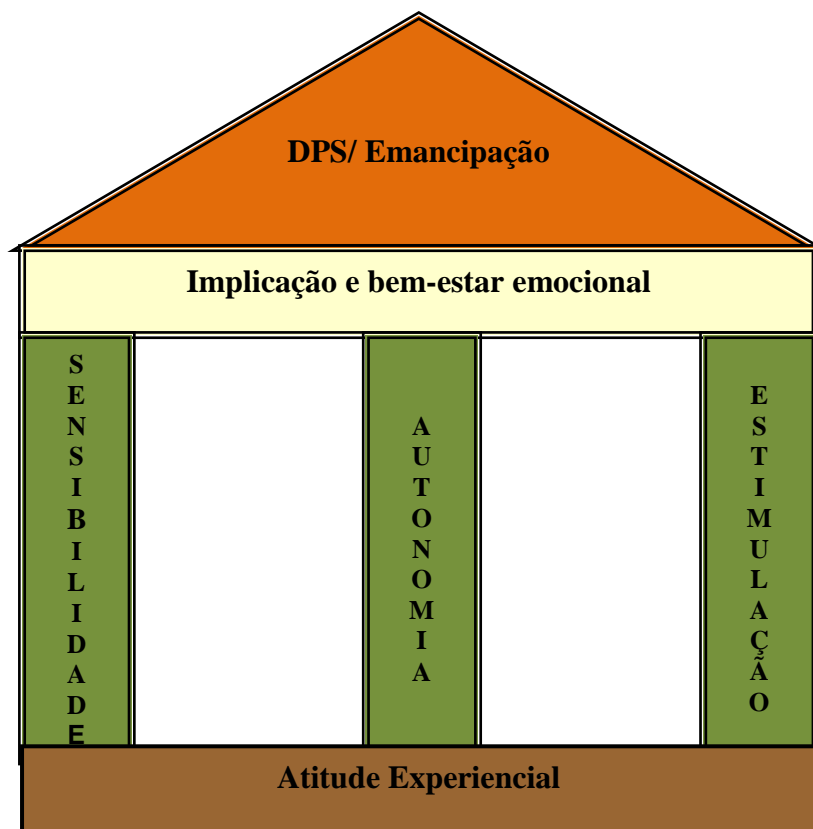 DPS/ Emancipação
Implicação e bem-estar emocional
SENSIBILIDADE
AUTONOMIA
ESTIMULAÇÃO
Atitude Experiencial